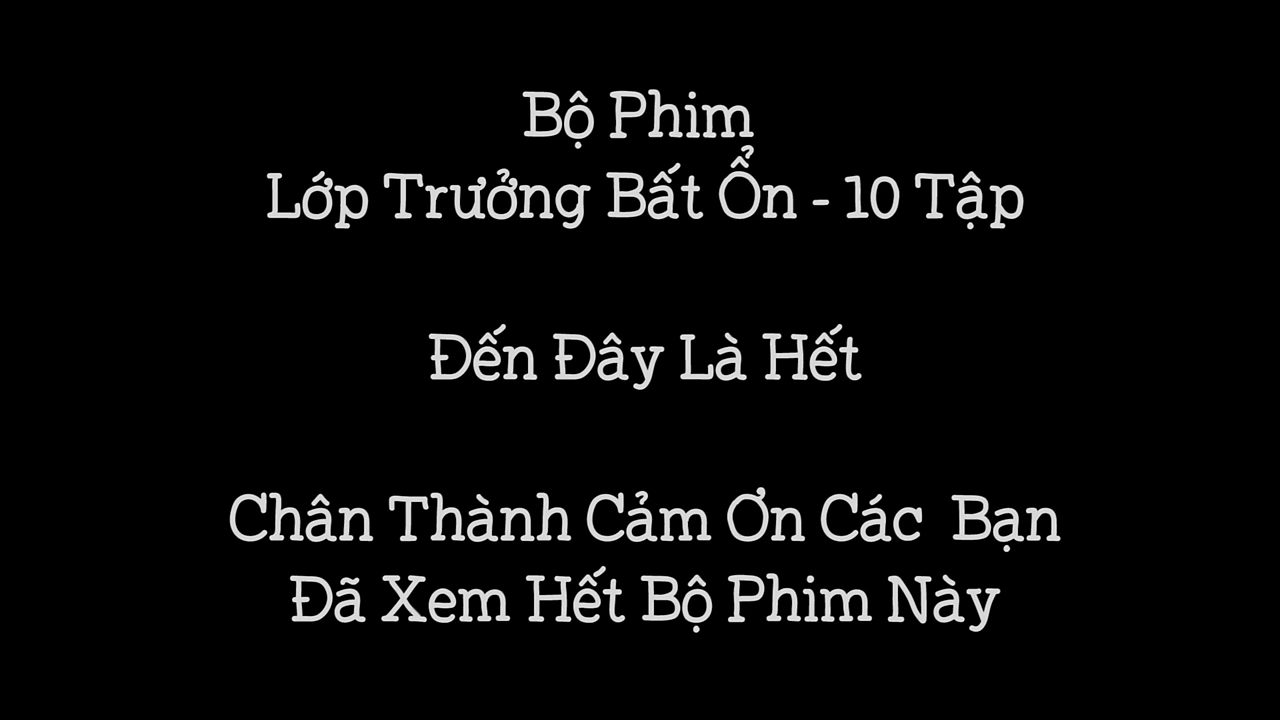 Bộ Phim
Lớp Trưởng Bất Ổn - 10 Tập
Đến Đây Là Hết
Chân Thành Cảm Ơn Các Bạn
Đã Xem Hết Bộ Phim Này